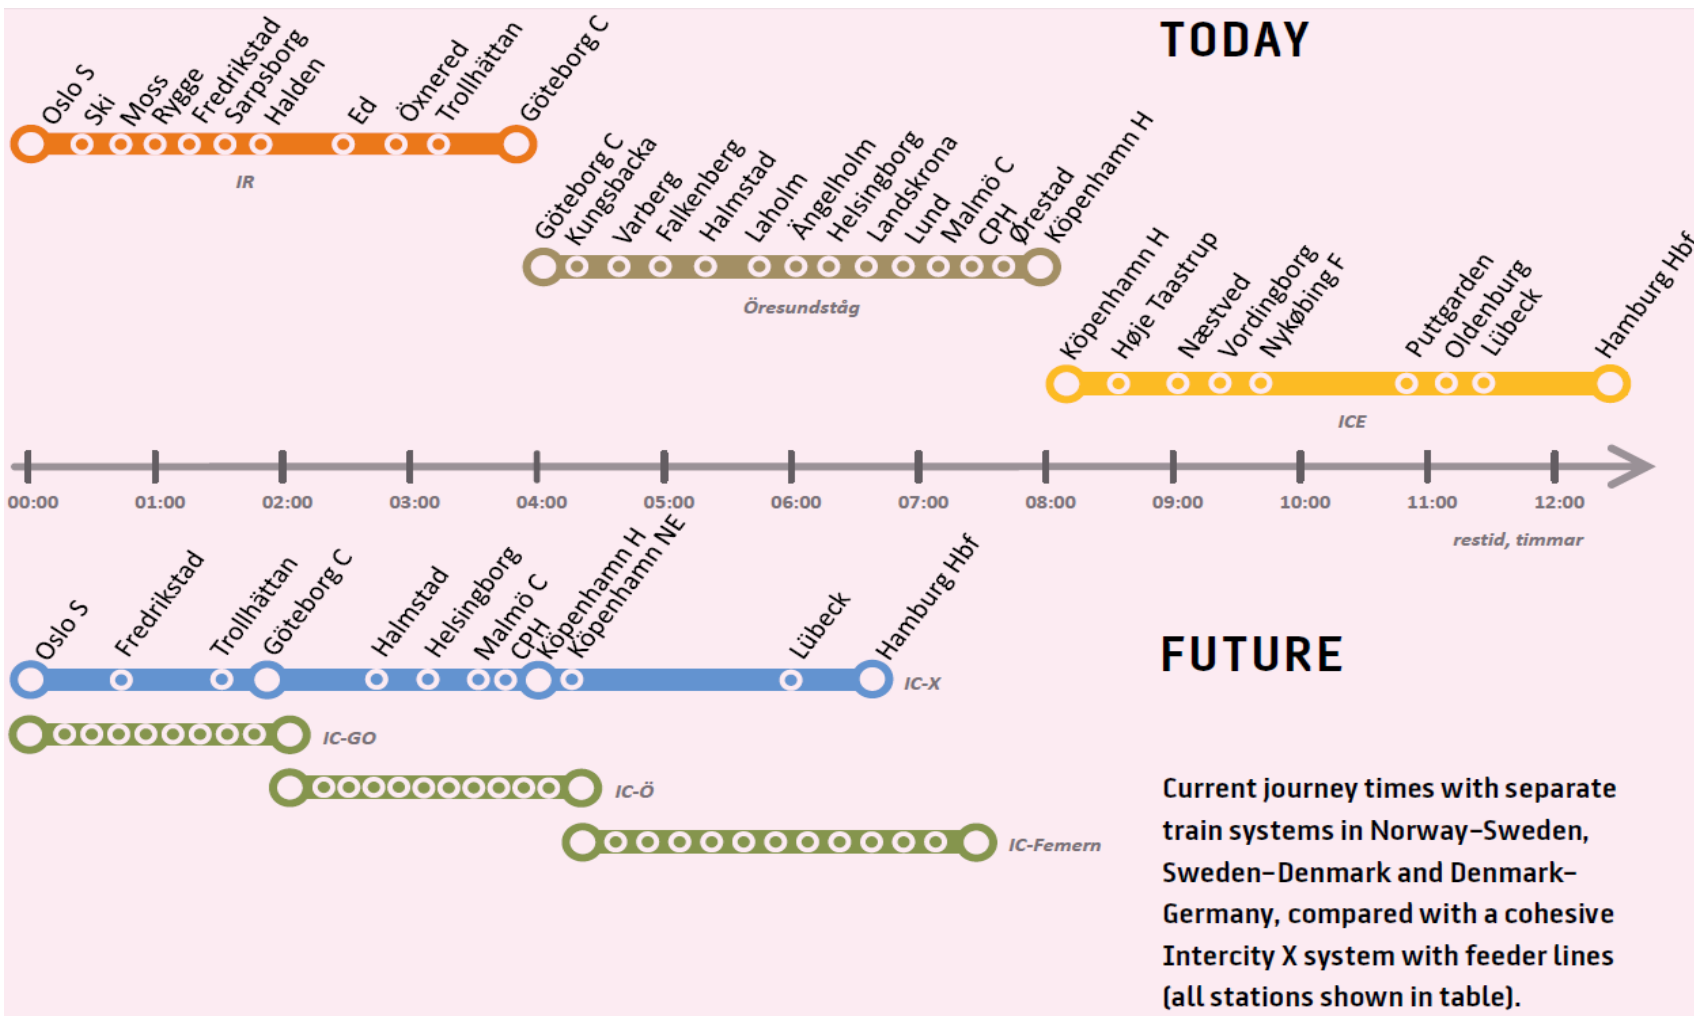 TODAY
Oslo S
Ski
Moss
Rygge
Fredrikstad
Sarpsborg
Halden
Ed
Öxnered
Trollhättan
Göteborg C
IR
Göteborg C
Kungsbacka
Varberg
Falkenberg
Halmstad
Laholm
Ängelholm
Helsingborg
Landskrona
Lund
Malmö C
CPH
Ørestad
Köpenhamn H
Öresundståg
Köpenhamn H
Høje Taastrup
Næstved
Vordingborg
Nykøbing F
Puttgarden
Oldenburg
Lübeck
Hamburg Hbf
ICE
00:00
01:00
02:00
03:00
04:00
05:00
06:00
07:00
08:00
09:00
10:00
11:00
12:00
restid, timmar
Oslo S
Fredrikstad
Trollhättan
Göteborg C
Halmstad
Helsingborg
Malmö C
CPH
Köpenhamn H
Köpenhamn NE
Lübeck
Hamburg Hbf
IC-X
IC-GO
IC-Ö
IC-Femern
FUTURE
Current journey times with separate
train systems in Norway–Sweden,
Sweden–Denmark and Denmark–
Germany, compared with a cohesive
Intercity X system with feeder lines
(all stations shown in table).